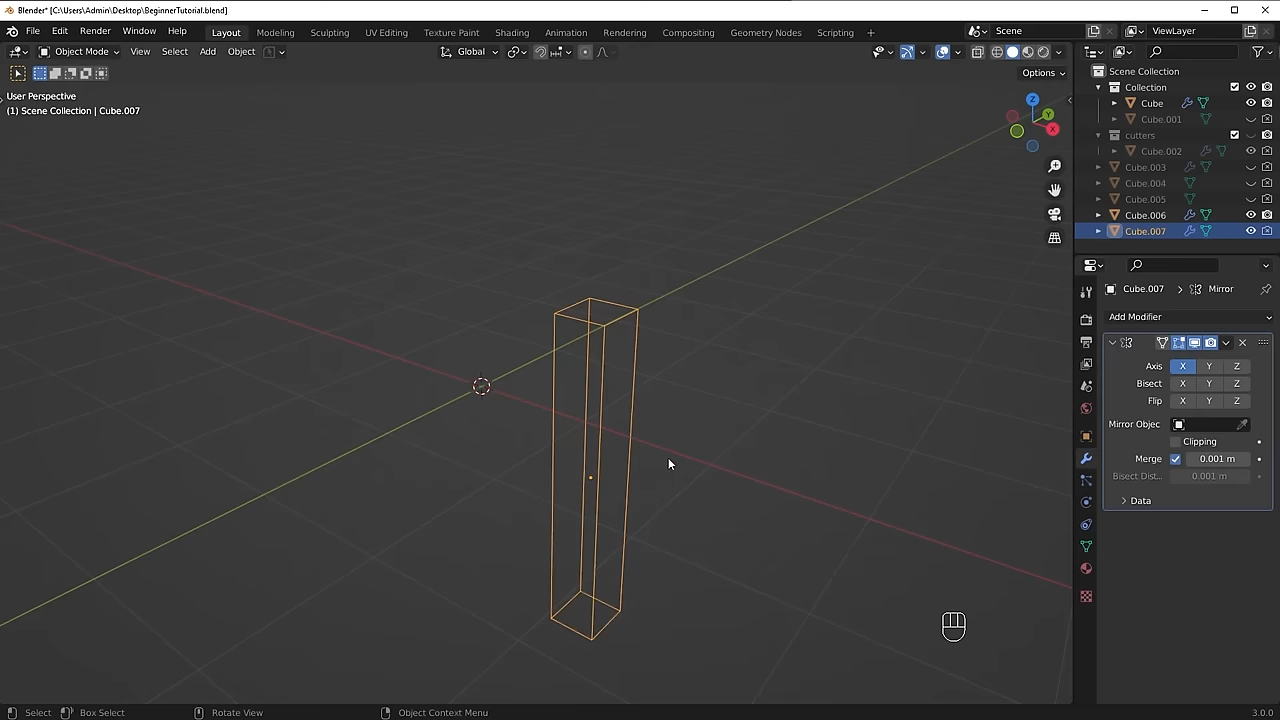 Blender* [C:\Users\Admin\Desktop\BeginnerTutorial.blend]
File Edit Render Window Help Layout Modeling Sculpting UV Editing Texture Paint Shading Animation Rendering Compositing Geometry Nodes Scripting + Scene ViewLayer
Object Mode View Select Add Object Global
Options
User Perspective
(1) Scene Collection | Cube.007
Z
Y
X
Scene Collection
Collection
Cube
Cube.001
cutters
Cube.002
Cube.003
Cube.004
Cube.005
Cube.006
Cube.007
Cube.007 > Mirror
Add Modifier
Axis X Y Z
Bisect X Y Z
Flip X Y Z
Mirror Objec
Clipping
Merge 0.001 m
Bisect Dist... 0.001 m
> Data
Select Box Select Rotate View Object Context Menu 3.0.0